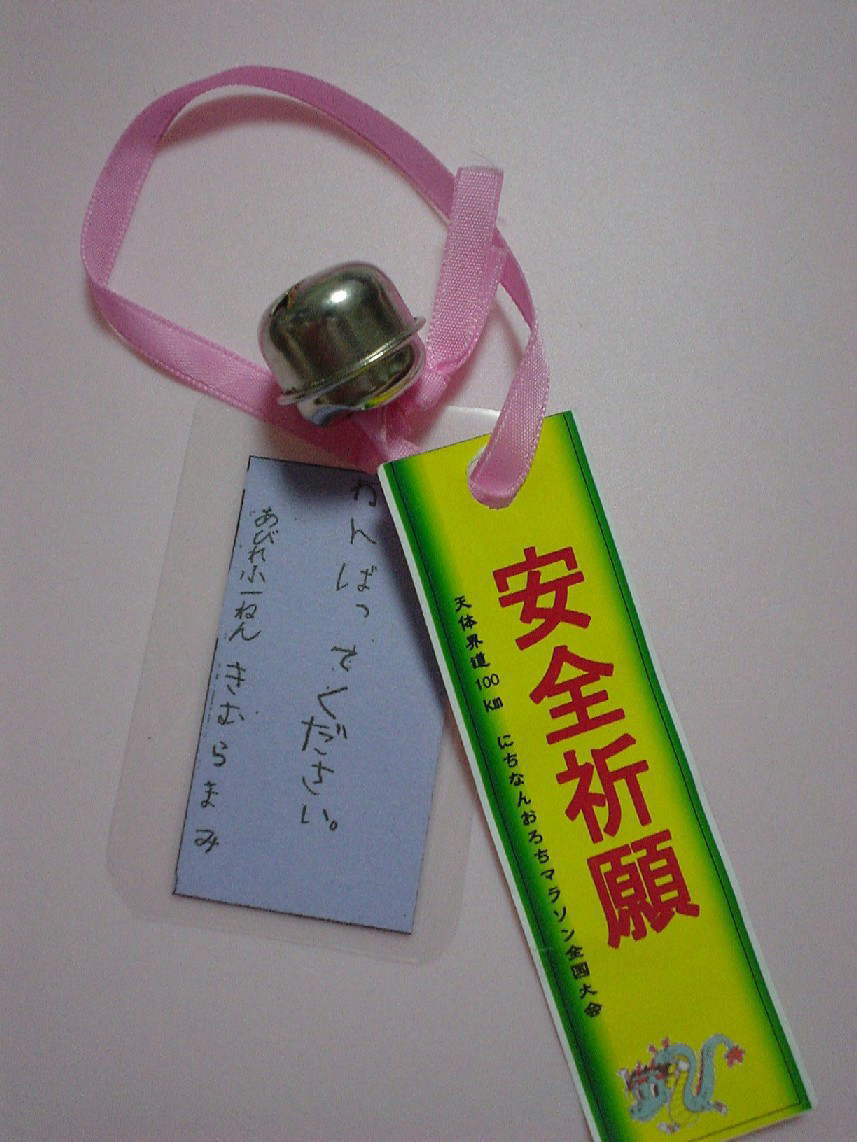 安全祈願
天体界道100km にちなんおろちマラソン全国大会
わんばってください。
あびれ小一ねん きむらまみ